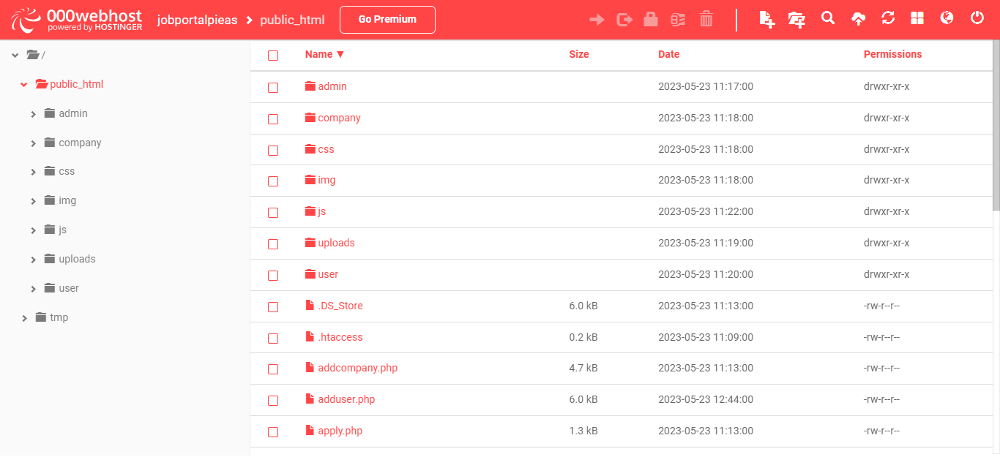 000webhost
powered by HOSTINGER
jobportalpieas > public_html
Go Premium
/
public_html
admin
company
css
img
js
uploads
user
tmp
Name ▼ Size Date Permissions
admin 2023-05-23 11:17:00 drwxr-xr-x
company 2023-05-23 11:18:00 drwxr-xr-x
css 2023-05-23 11:18:00 drwxr-xr-x
img 2023-05-23 11:18:00 drwxr-xr-x
js 2023-05-23 11:22:00 drwxr-xr-x
uploads 2023-05-23 11:19:00 drwxr-xr-x
user 2023-05-23 11:20:00 drwxr-xr-x
.DS_Store 6.0 kB 2023-05-23 11:13:00 -rw-r--r--
.htaccess 0.2 kB 2023-05-23 11:09:00 -rw-r--r--
addcompany.php 4.7 kB 2023-05-23 11:13:00 -rw-r--r--
adduser.php 6.0 kB 2023-05-23 12:44:00 -rw-r--r--
apply.php 1.3 kB 2023-05-23 11:13:00 -rw-r--r--